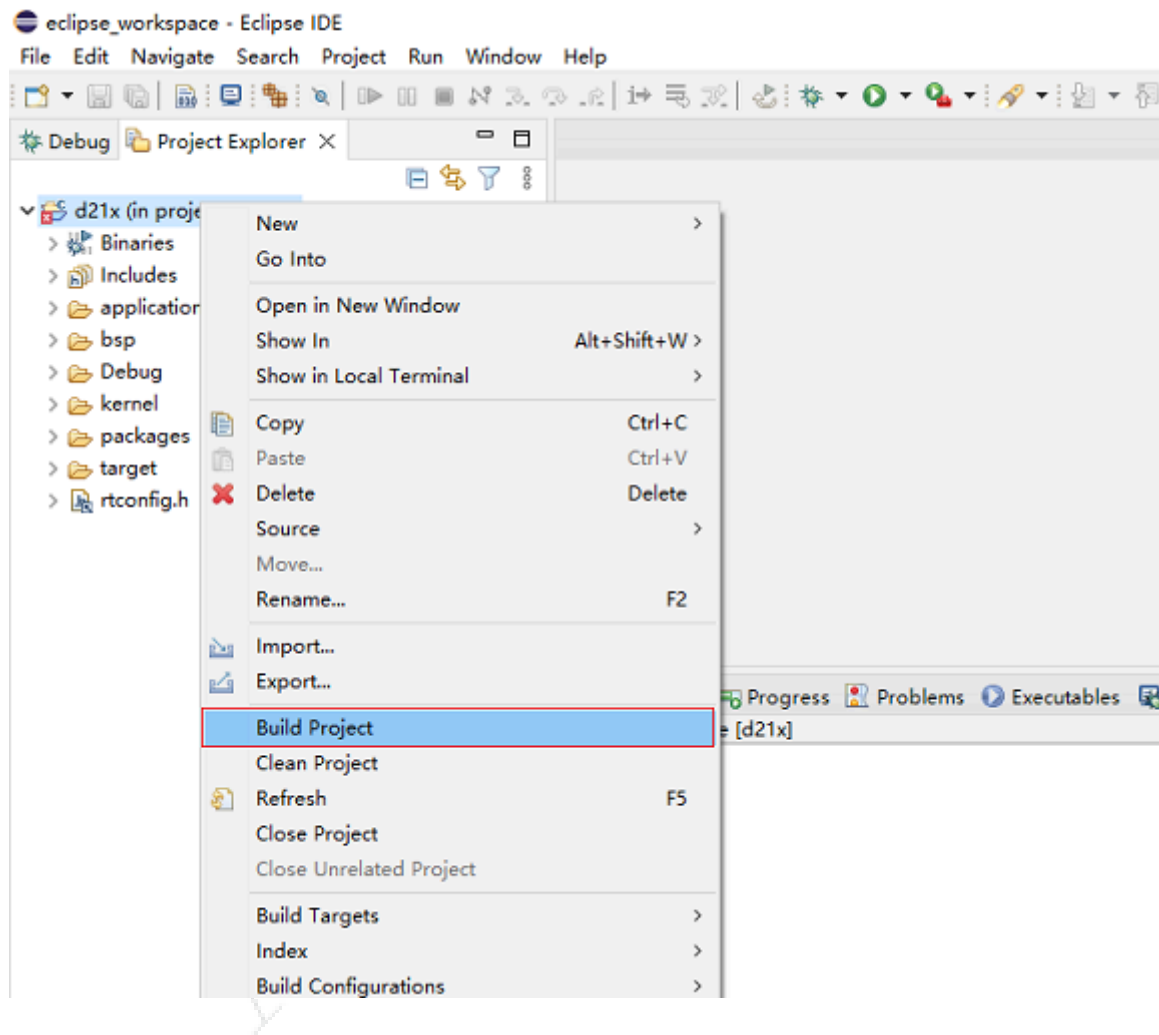 eclipse_workspace - Eclipse IDE
File Edit Navigate Search Project Run Window Help
Debug Project Explorer
d21x (in proje
Binaries
Includes
application
bsp
Debug
kernel
packages
target
rtconfig.h
New
Go Into
Open in New Window
Show In Alt+Shift+W
Show in Local Terminal
Copy Ctrl+C
Paste Ctrl+V
Delete Delete
Source
Move...
Rename... F2
Import...
Export...
Build Project
Clean Project
Refresh F5
Close Project
Close Unrelated Project
Build Targets
Index
Build Configurations
Progress Problems Executables
[d21x]